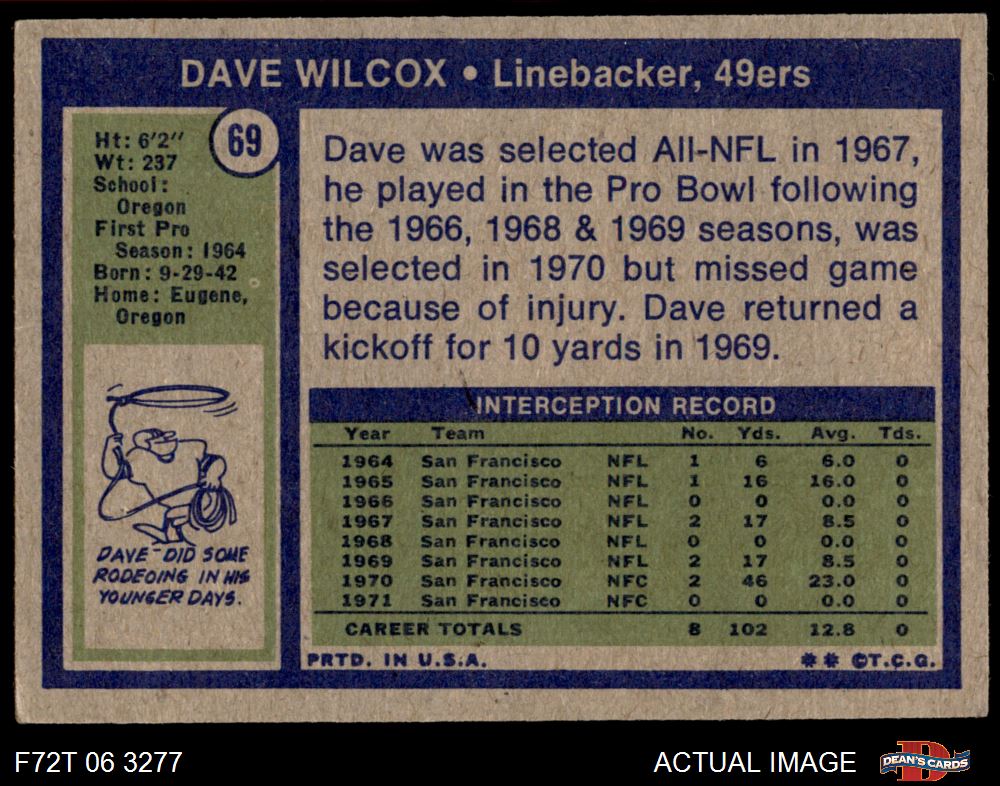 DAVE WILCOX • Linebacker, 49ers
69
Ht: 6'2"
Wt: 237
School:
Oregon
First Pro
Season: 1964
Born: 9-29-42
Home: Eugene,
Oregon
DAVE DID SOME
RODEOING IN HIS
YOUNGER DAYS.
Dave was selected All-NFL in 1967,
he played in the Pro Bowl following
the 1966, 1968 & 1969 seasons, was
selected in 1970 but missed game
because of injury. Dave returned a
kickoff for 10 yards in 1969.
INTERCEPTION RECORD
Year Team No. Yds. Avg. Tds.
1964 San Francisco NFL 1 6 6.0 0
1965 San Francisco NFL 1 16 16.0 0
1966 San Francisco NFL 0 0 0.0 0
1967 San Francisco NFL 2 17 8.5 0
1968 San Francisco NFL 0 0 0.0 0
1969 San Francisco NFL 2 17 8.5 0
1970 San Francisco NFC 2 46 23.0 0
1971 San Francisco NFC 0 0 0.0 0
CAREER TOTALS 8 102 12.8 0
PRTD. IN U.S.A. ** ©T.C.G.
F72T 06 3277 ACTUAL IMAGE D DEAN'S CARDS